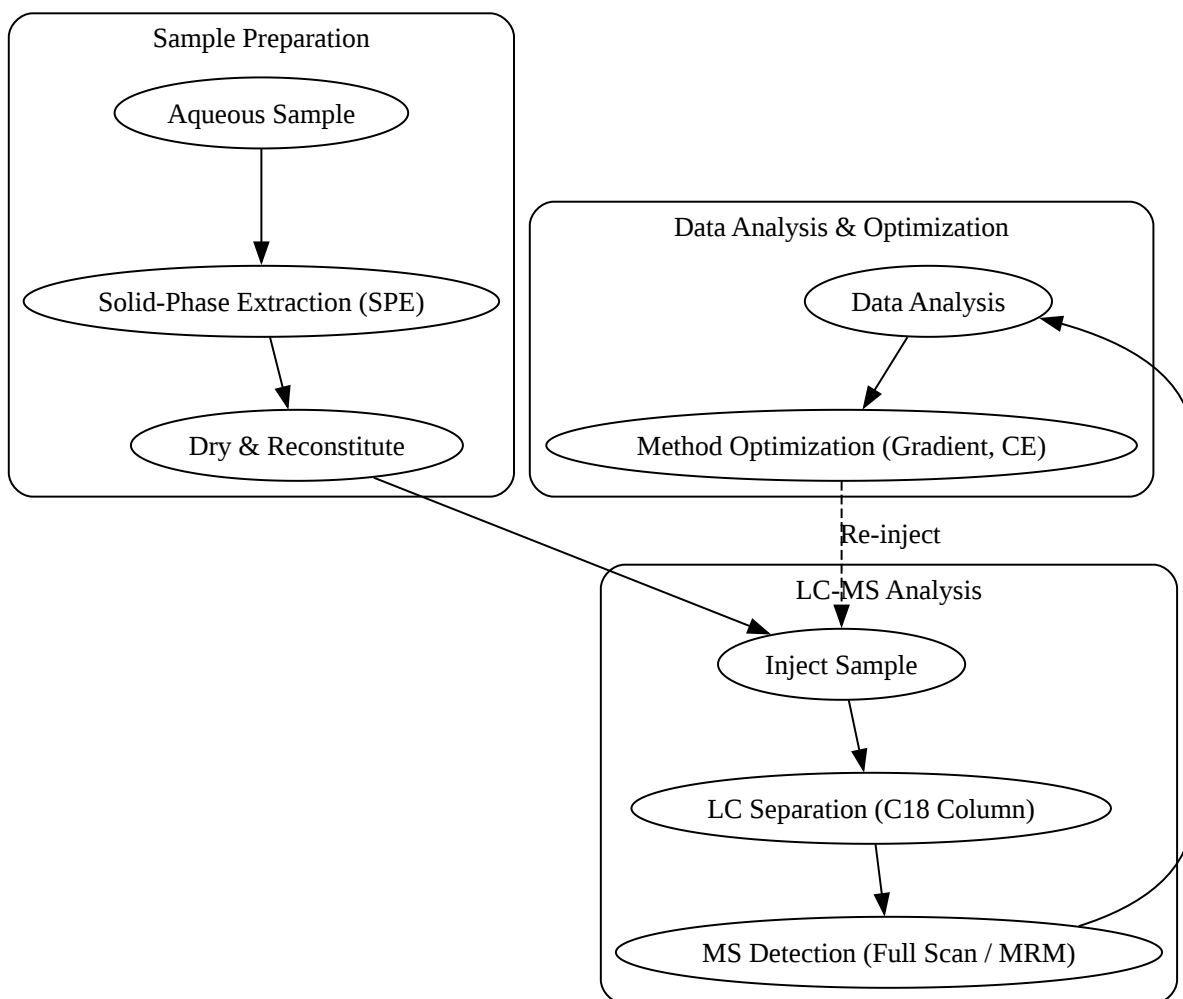 Sample Preparation
Aqueous Sample
Solid-Phase Extraction (SPE)
Dry & Reconstitute
Data Analysis & Optimization
Data Analysis
Method Optimization (Gradient, CE)
Re-inject
LC-MS Analysis
Inject Sample
LC Separation (C18 Column)
MS Detection (Full Scan / MRM)